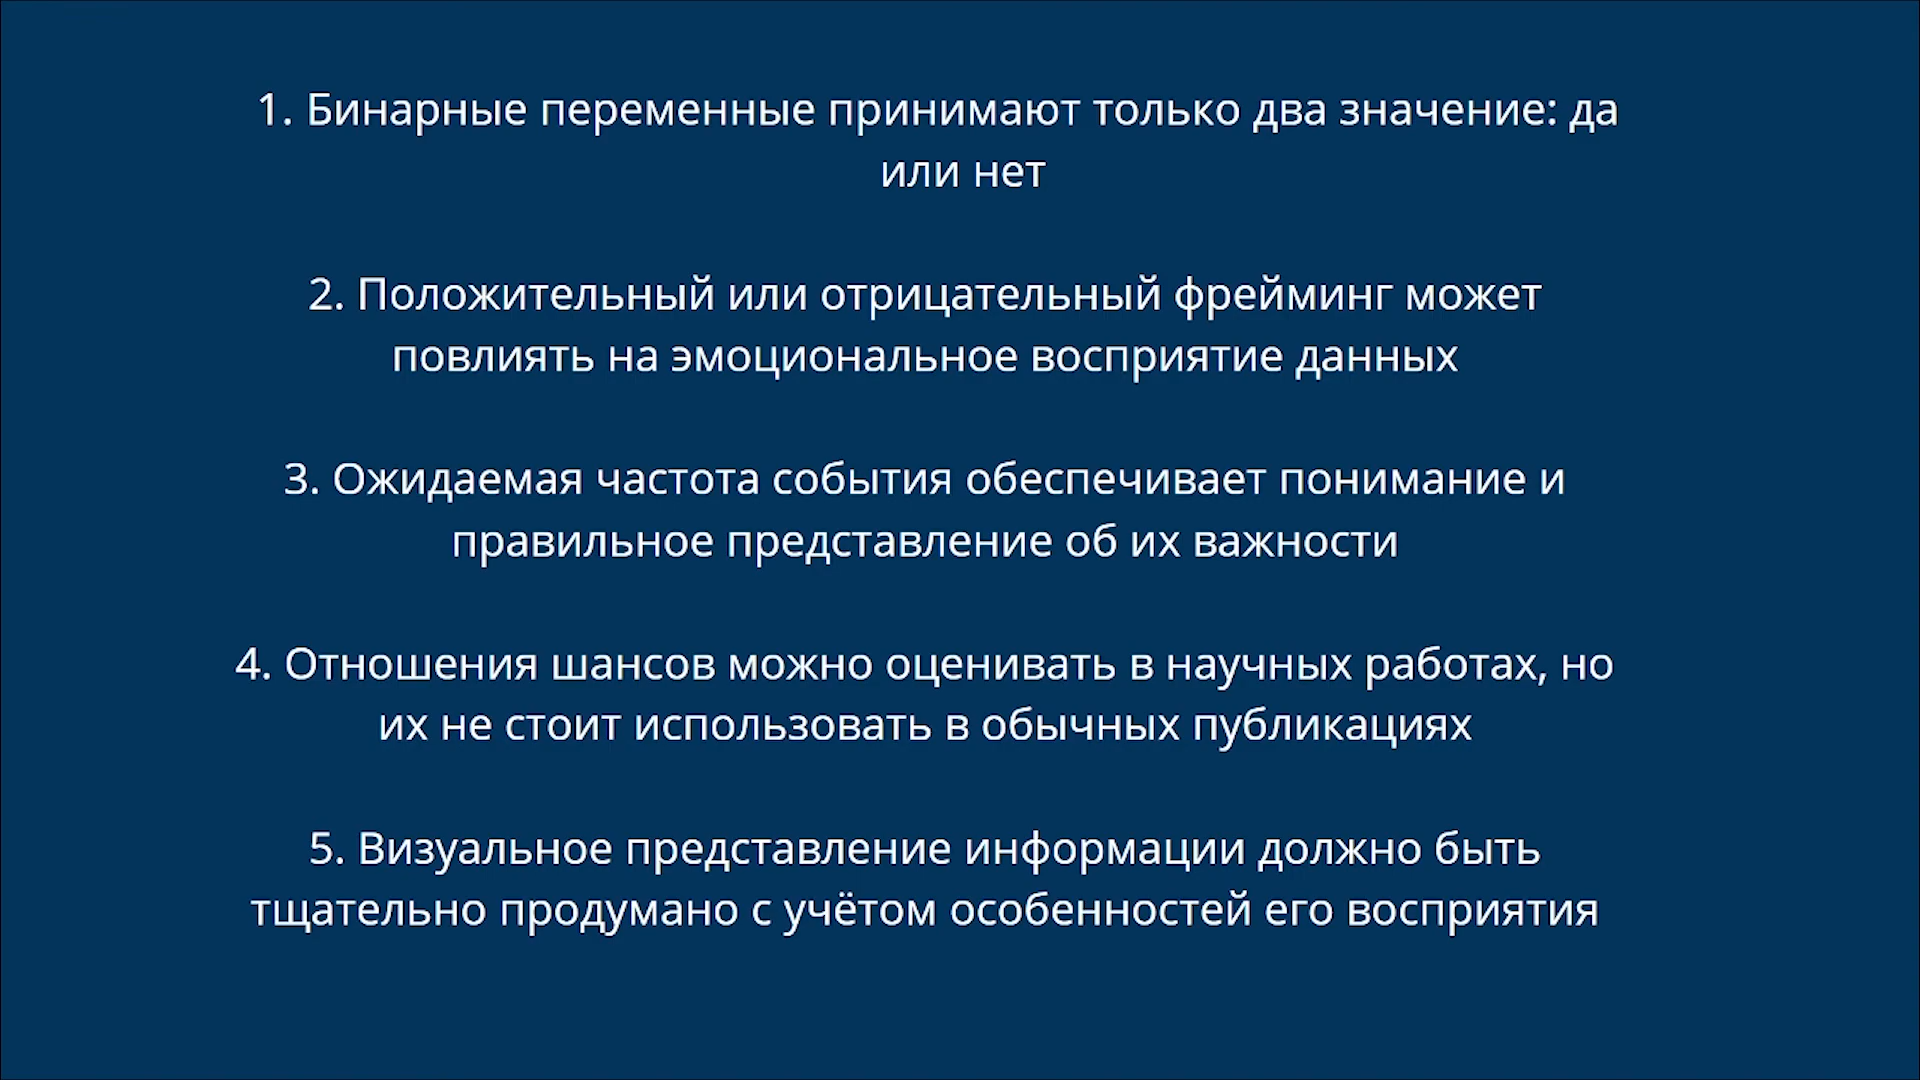 1. Бинарные переменные принимают только два значение: да
или нет
2. Положительный или отрицательный фрейминг может
повлиять на эмоциональное восприятие данных
3. Ожидаемая частота события обеспечивает понимание и
правильное представление об их важности
4. Отношения шансов можно оценивать в научных работах, но
их не стоит использовать в обычных публикациях
5. Визуальное представление информации должно быть
тщательно продумано с учётом особенностей его восприятия